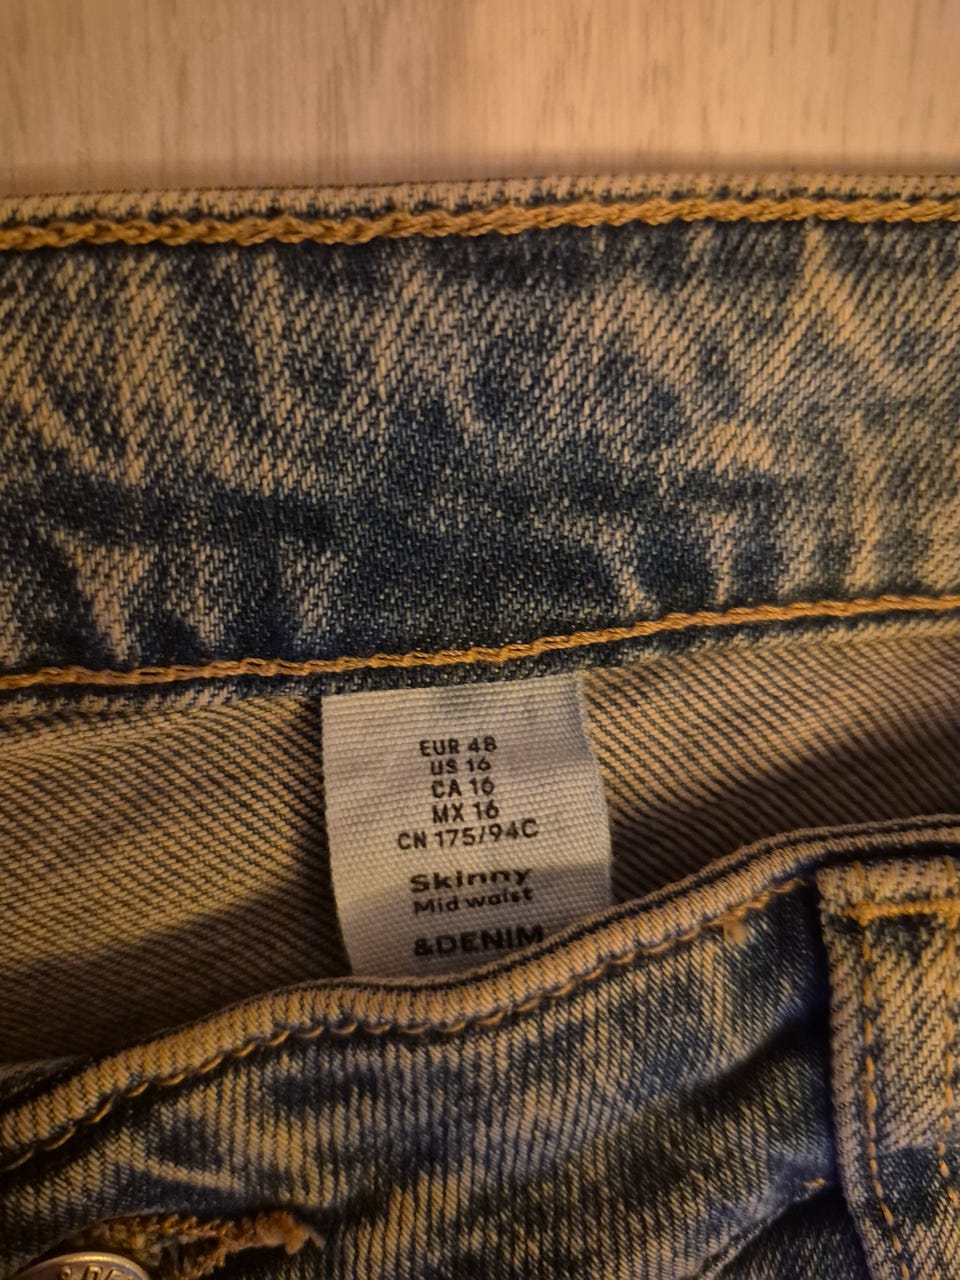 EUR 48
US 16
CA 16
MX 16
CN 175/94C
Skinny
Mid waist
&DENIM